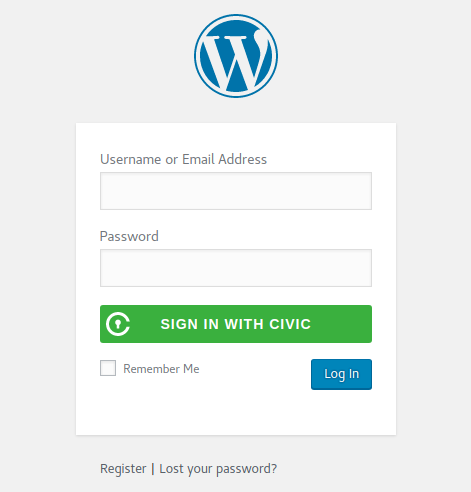 Username or Email Address
Password
SIGN IN WITH CIVIC
Remember Me
Log In
Register | Lost your password?